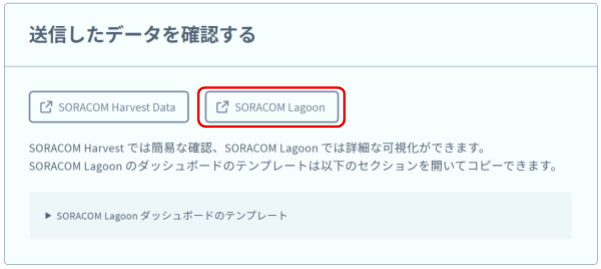 送信したデータを確認する
SORACOM Harvest Data
SORACOM Lagoon
SORACOM Harvest では簡易な確認、SORACOM Lagoon では詳細な可視化ができます。
SORACOM Lagoon のダッシュボードのテンプレートは以下のセクションを開いてコピーできます。
▶ SORACOM Lagoon ダッシュボードのテンプレート